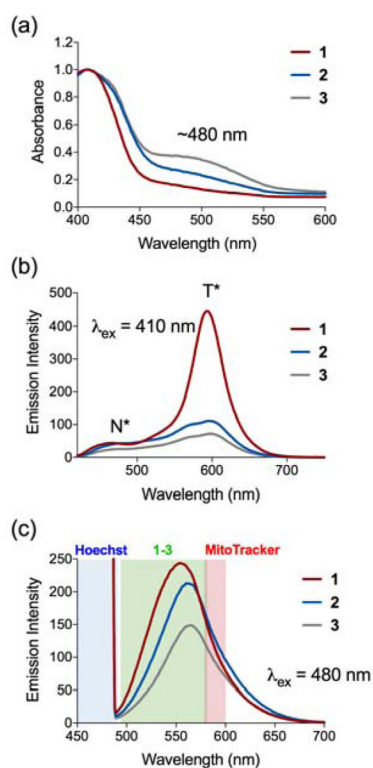 (a)
1.2
1.0
0.8
0.6
0.4
0.2
0.0
Absorbance
~480 nm
1
2
3
400 450 500 550 600
Wavelength (nm)
(b)
500
400
300
200
100
0
Emission Intensity
λex = 410 nm
T*
N*
1
2
3
500 600 700
Wavelength (nm)
(c)
Hoechst 1-3 MitoTracker
250
200
150
100
50
0
Emission Intensity
1
2
3
λex = 480 nm
450 500 550 600 650 700
Wavelength (nm)